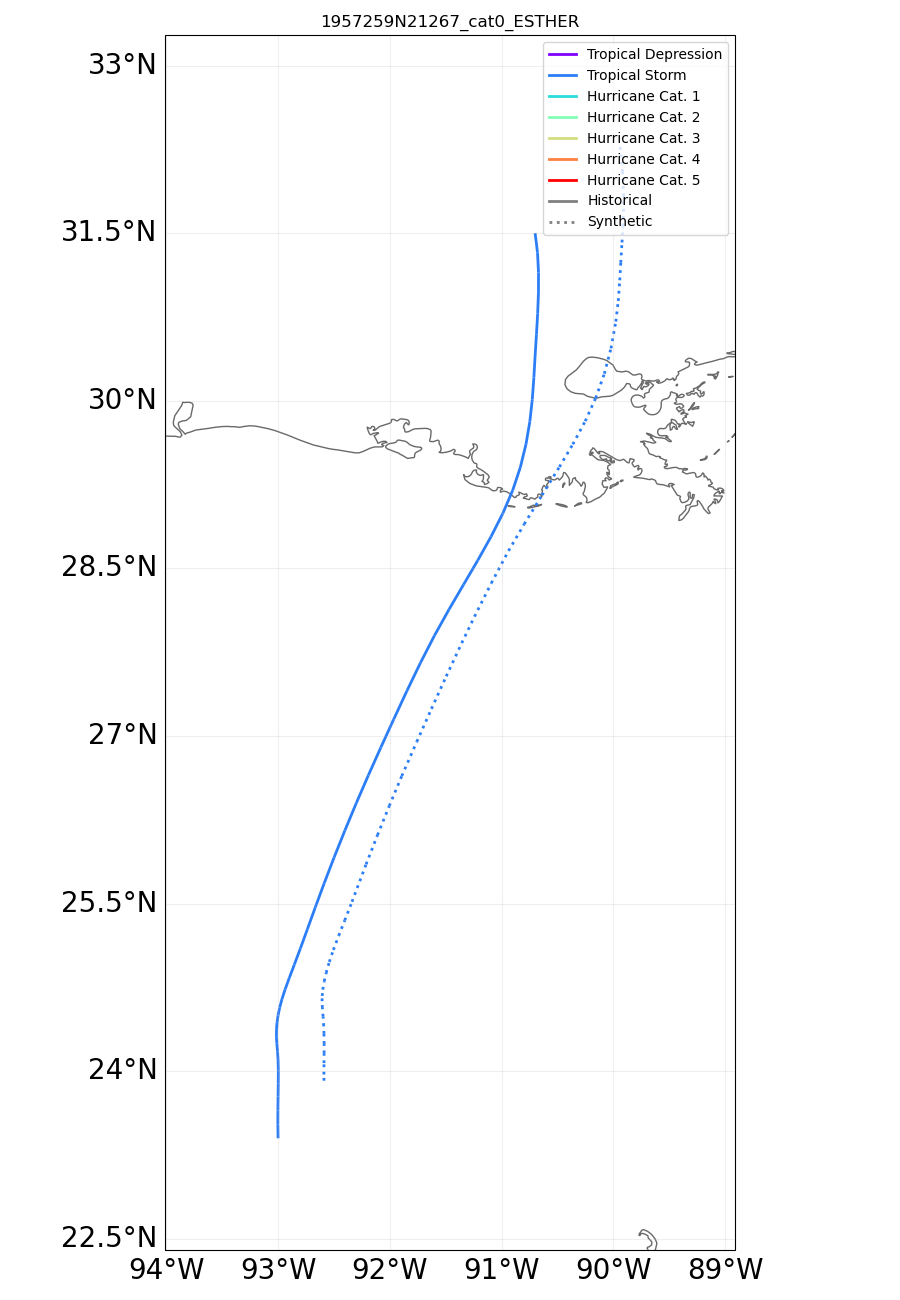 1957259N21267_cat0_ESTHER
Tropical Depression
Tropical Storm
Hurricane Cat. 1
Hurricane Cat. 2
Hurricane Cat. 3
Hurricane Cat. 4
Hurricane Cat. 5
Historical
Synthetic
33°N
31.5°N
30°N
28.5°N
27°N
25.5°N
24°N
22.5°N
94°W 93°W 92°W 91°W 90°W 89°W